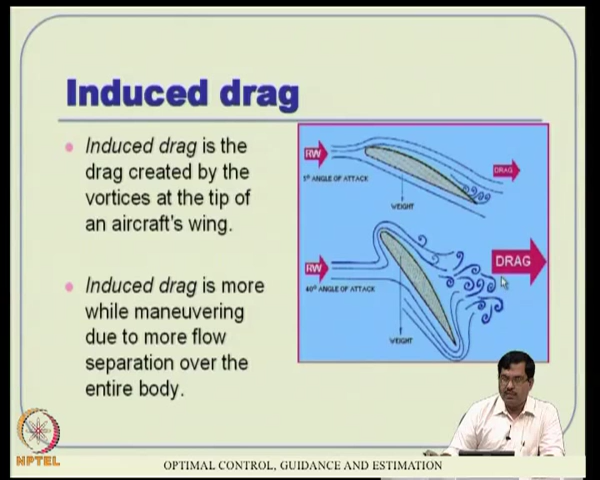 Induced drag
Induced drag is the
drag created by the
vortices at the tip of
an aircraft's wing.
Induced drag is more
while maneuvering
due to more flow
separation over the
entire body.
RW
DRAG
WEIGHT
RW
DRAG
WEIGHT
NPTEL
OPTIMAL CONTROL, GUIDANCE AND ESTIMATION